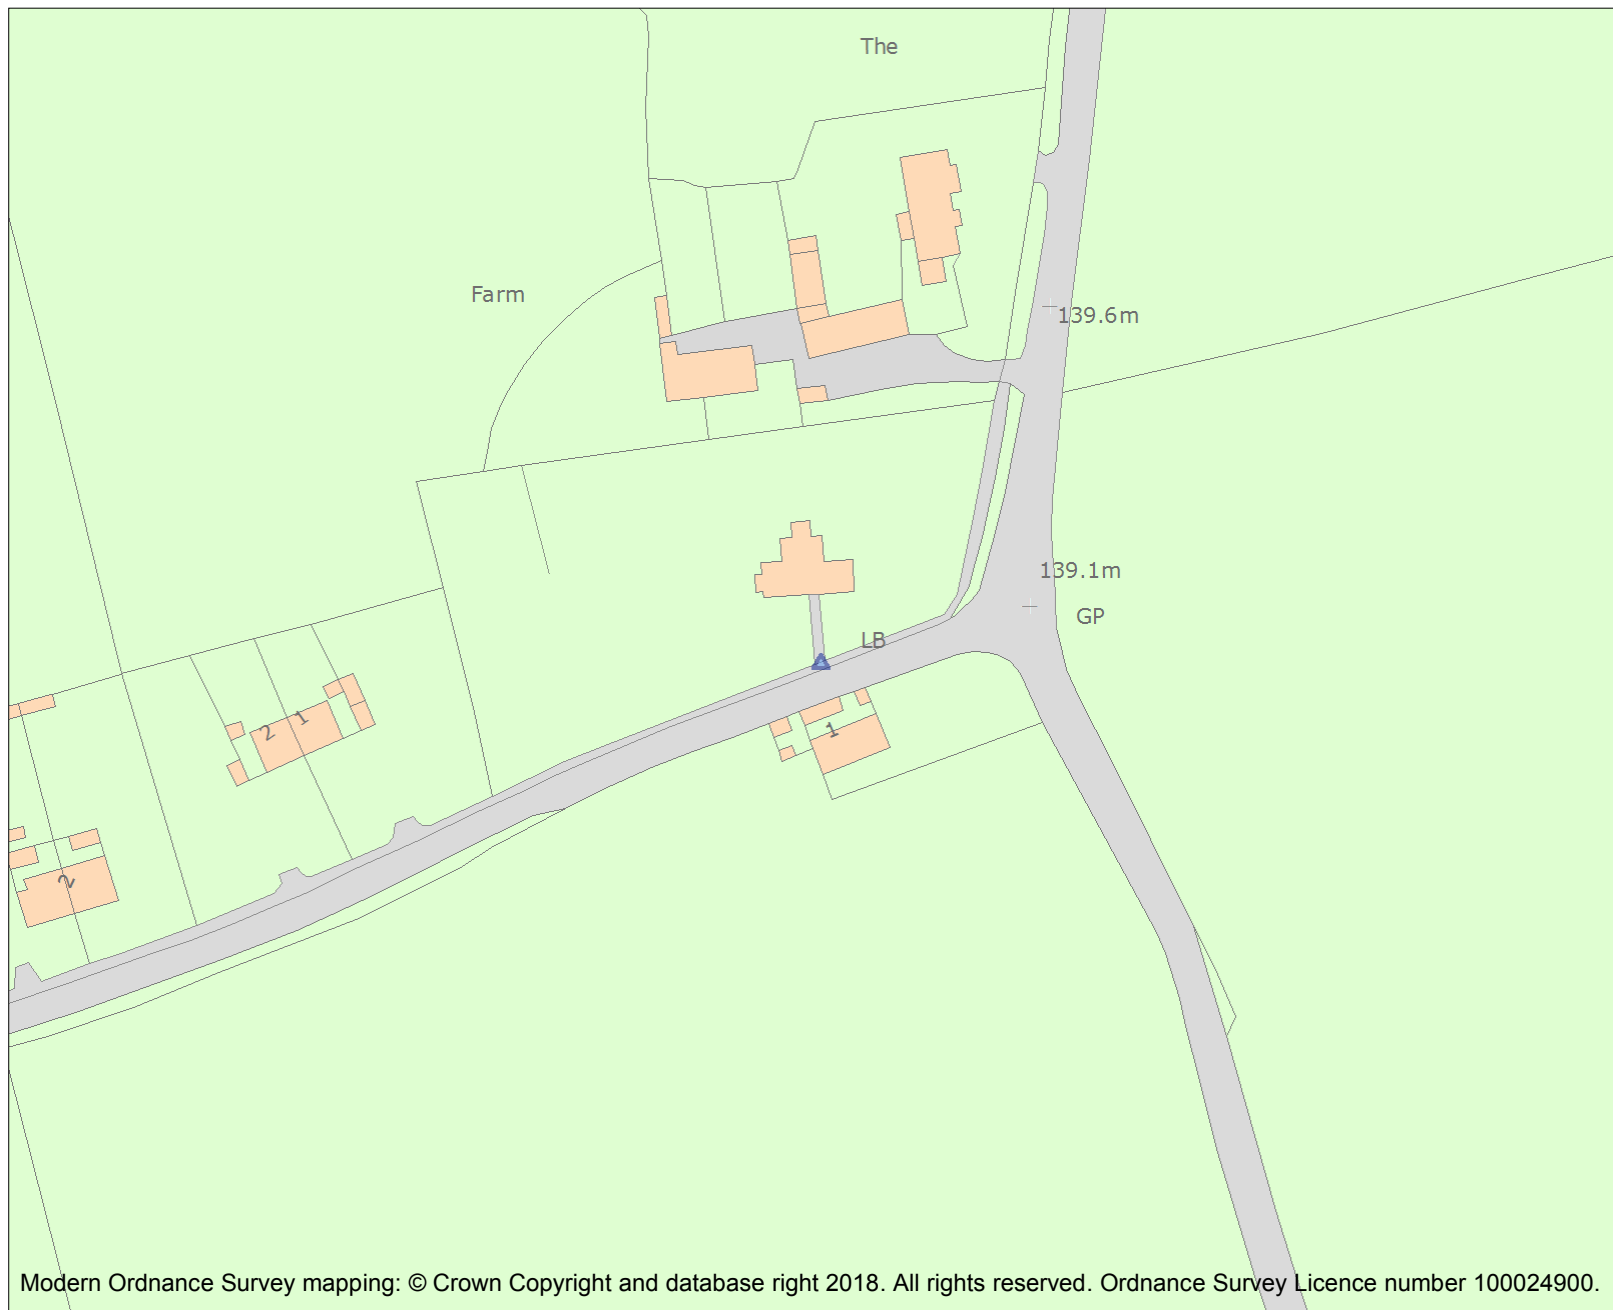 The
Farm
139.6m
139.1m
GP
LB
2
1
1
2
Modern Ordnance Survey mapping: © Crown Copyright and database right 2018. All rights reserved. Ordnance Survey Licence number 100024900.